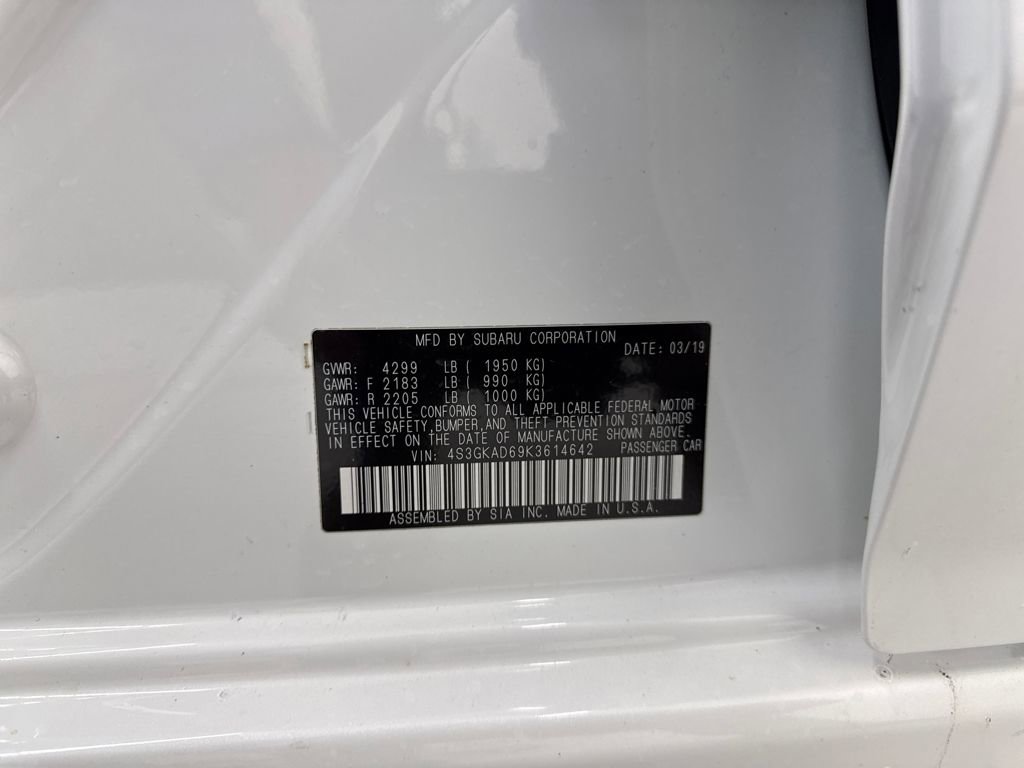 MFD BY SUBARU CORPORATION
DATE: 03/19
GVWR: 4299 LB ( 1950 KG)
GAWR: F 2183 LB ( 990 KG)
GAWR: R 2205 LB ( 1000 KG)
THIS VEHICLE CONFORMS TO ALL APPLICABLE FEDERAL MOTOR
VEHICLE SAFETY, BUMPER, AND THEFT PREVENTION STANDARDS
IN EFFECT ON THE DATE OF MANUFACTURE SHOWN ABOVE.
VIN: 4S3GKAD69K3614642 PASSENGER CAR
ASSEMBLED BY SIA INC. MADE IN U.S.A.